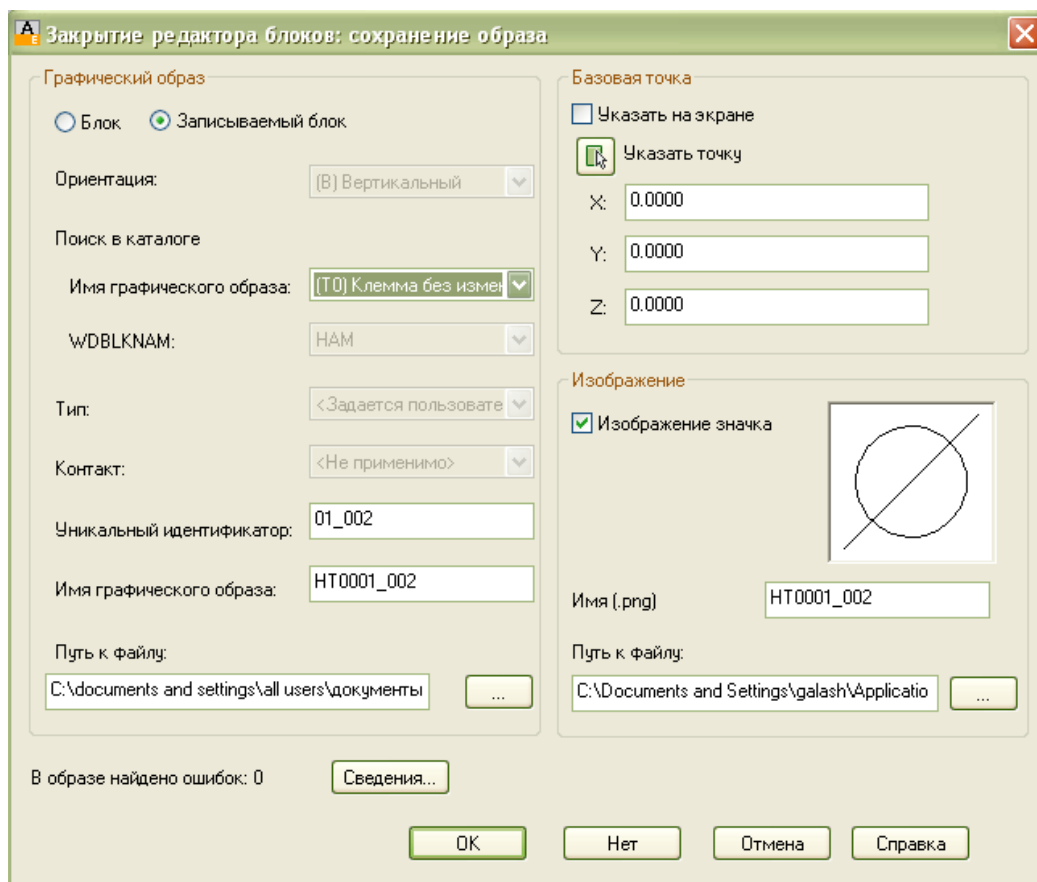 Закрытие редактора блоков: сохранение образа
Графический образ
Блок
Записываемый блок
Ориентация:
(В) Вертикальный
Поиск в каталоге
Имя графического образа:
(T0) Клемма без измен
WDBLKNAM:
HAM
Тип:
<Задается пользовате
Контакт:
<Не применимо>
Уникальный идентификатор:
01_002
Имя графического образа:
HT0001_002
Путь к файлу:
C:\documents and settings\all users\документы
...
Базовая точка
Указать на экране
Указать точку
X:
0.0000
Y:
0.0000
Z:
0.0000
Изображение
Изображение значка
Имя (.png)
HT0001_002
Путь к файлу:
C:\Documents and Settings\galash\Applicatio
...
В образе найдено ошибок: 0
Сведения...
OK
Нет
Отмена
Справка